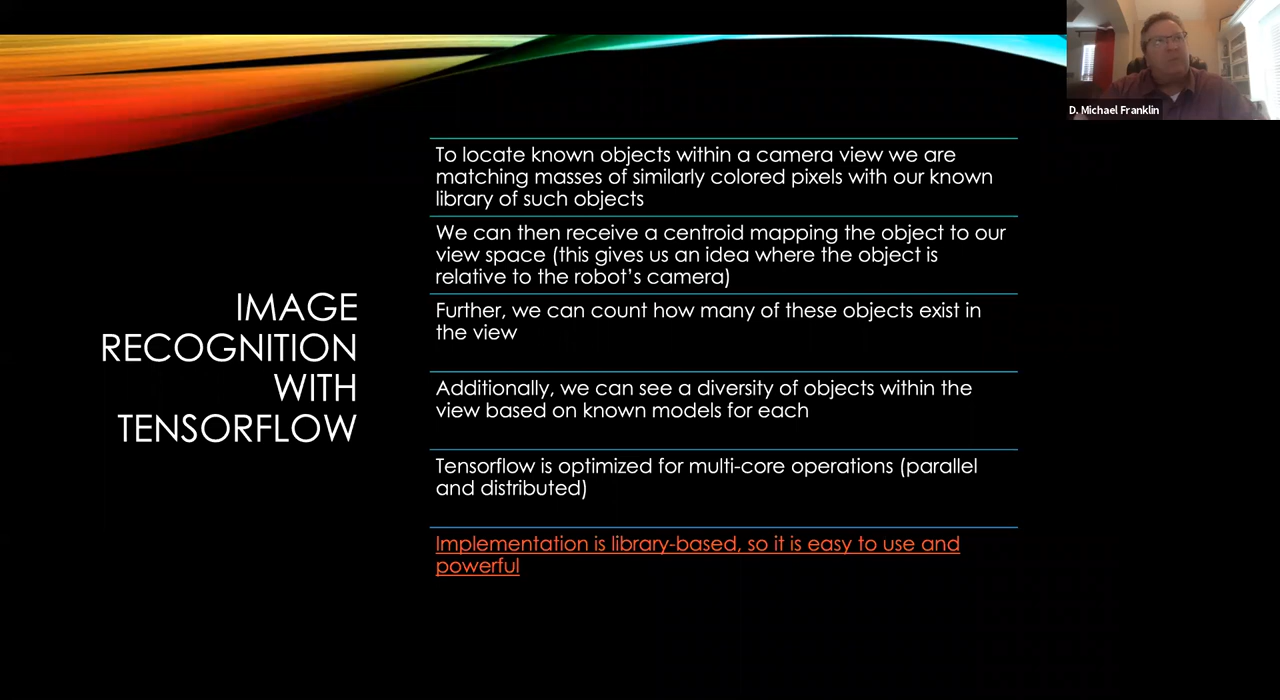 D. Michael Franklin
IMAGE
RECOGNITION
WITH
TENSORFLOW
To locate known objects within a camera view we are
matching masses of similarly colored pixels with our known
library of such objects
We can then receive a centroid mapping the object to our
view space (this gives us an idea where the object is
relative to the robot’s camera)
Further, we can count how many of these objects exist in
the view
Additionally, we can see a diversity of objects within the
view based on known models for each
Tensorflow is optimized for multi-core operations (parallel
and distributed)
Implementation is library-based, so it is easy to use and
powerful